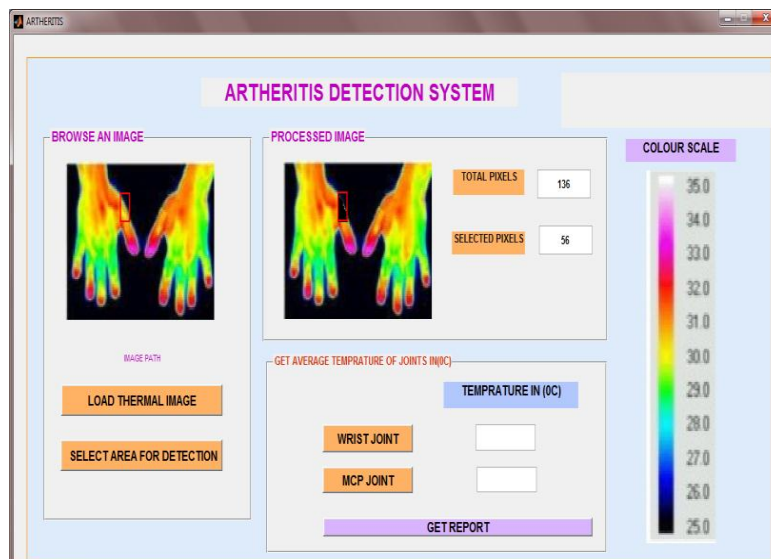 ARTHERITIS
ARTHERITIS DETECTION SYSTEM
BROWSE AN IMAGE
PROCESSED IMAGE
COLOUR SCALE
TOTAL PIXELS
136
SELECTED PIXELS
56
IMAGE PATH
LOAD THERMAL IMAGE
SELECT AREA FOR DETECTION
GET AVERAGE TEMPRATURE OF JOINTS IN(0C)
TEMPRATURE IN (0C)
WRIST JOINT
MCP JOINT
GET REPORT
35.0
34.0
33.0
32.0
31.0
30.0
29.0
28.0
27.0
26.0
25.0